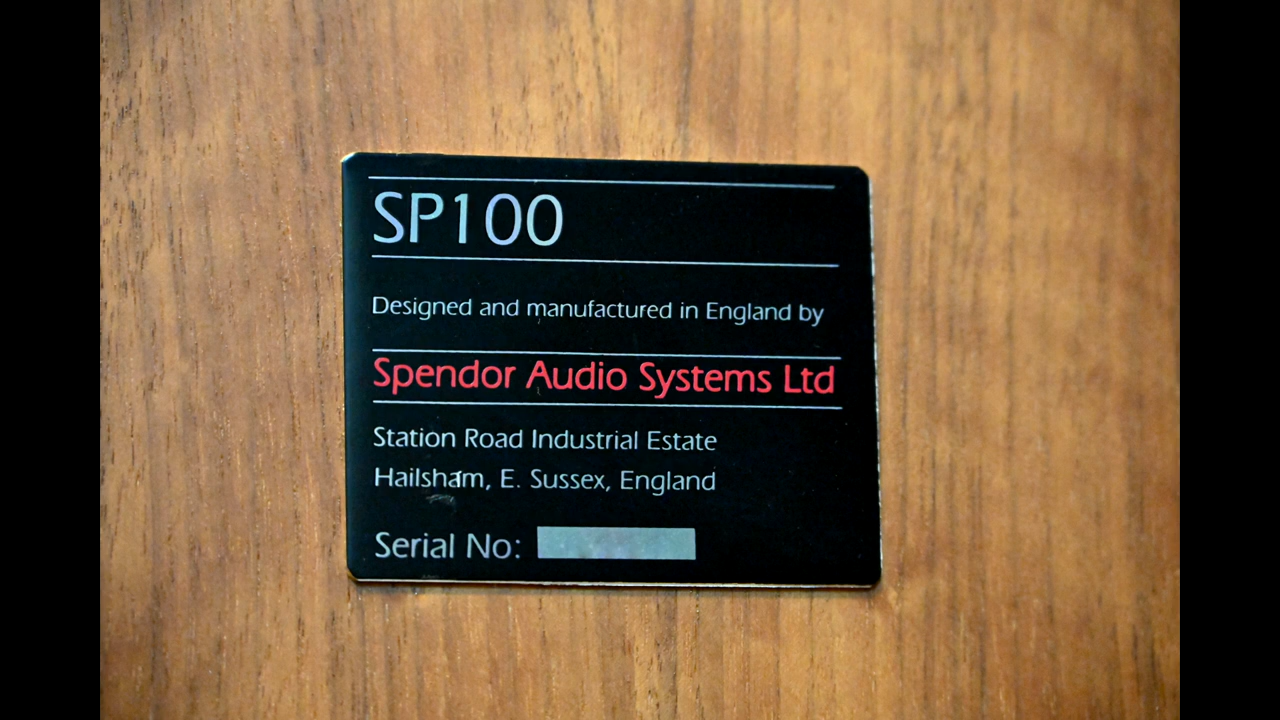 SP100
Designed and manufactured in England by
Spendor Audio Systems Ltd
Station Road Industrial Estate
Hailsham, E. Sussex, England
Serial No: